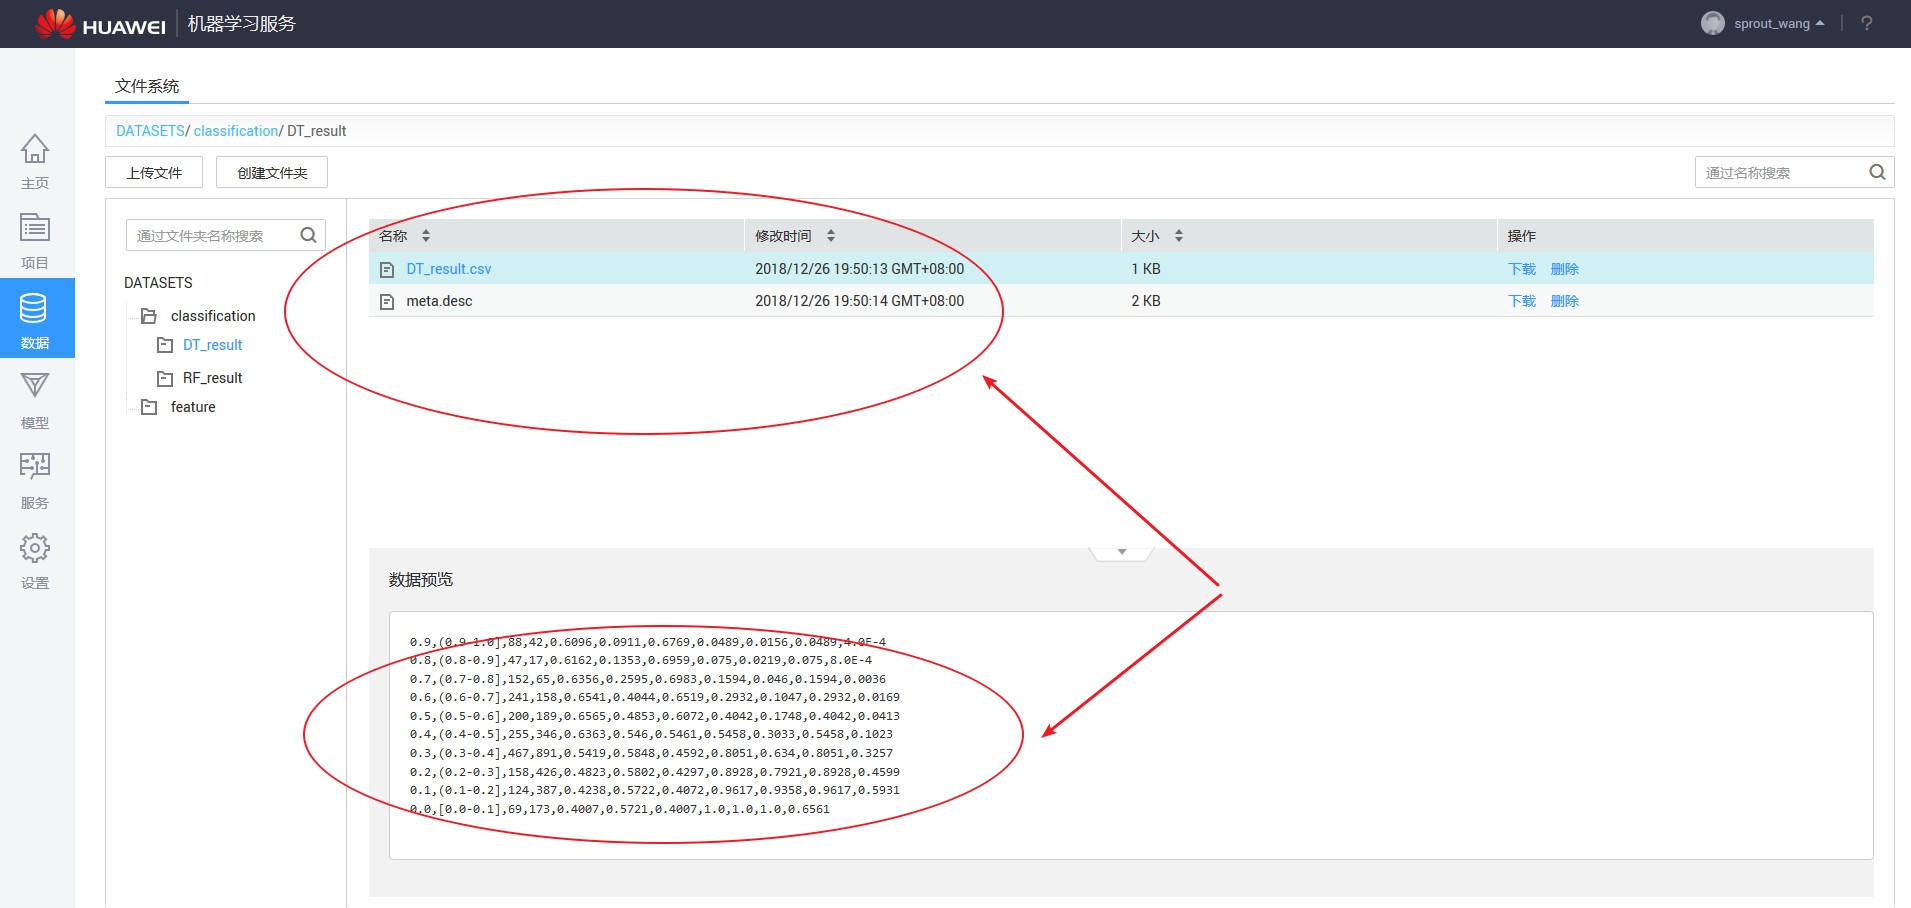 HUAWEI 机器学习服务 sprout_wang ?
文件系统
DATASETS/ classification/ DT_result
上传文件 创建文件夹 通过名称搜索
主页
项目
数据
模型
服务
设置
通过文件夹名称搜索
DATASETS
classification
DT_result
RF_result
feature
名称 修改时间 大小 操作
DT_result.csv 2018/12/26 19:50:13 GMT+08:00 1 KB 下载 删除
meta.desc 2018/12/26 19:50:14 GMT+08:00 2 KB 下载 删除
数据预览
0.9,(0.9-1.0],88,42,0.6096,0.0911,0.6769,0.0489,0.0156,0.0489,4.0E-4
0.8,(0.8-0.9],47,17,0.6162,0.1353,0.6959,0.075,0.0219,0.075,8.0E-4
0.7,(0.7-0.8],152,65,0.6356,0.2595,0.6983,0.1594,0.046,0.1594,0.0036
0.6,(0.6-0.7],241,158,0.6541,0.4044,0.6519,0.2932,0.1047,0.2932,0.0169
0.5,(0.5-0.6],200,189,0.6565,0.4853,0.6072,0.4042,0.1748,0.4042,0.0413
0.4,(0.4-0.5],255,346,0.6363,0.546,0.5461,0.5458,0.3033,0.5458,0.1023
0.3,(0.3-0.4],467,891,0.5419,0.5848,0.4592,0.8051,0.634,0.8051,0.3257
0.2,(0.2-0.3],158,426,0.4823,0.5802,0.4297,0.8928,0.7921,0.8928,0.4599
0.1,(0.1-0.2],124,387,0.4238,0.5722,0.4072,0.9617,0.9358,0.9617,0.5931
0.0,[0.0-0.1],69,173,0.4007,0.5721,0.4007,1.0,1.0,1.0,0.6561